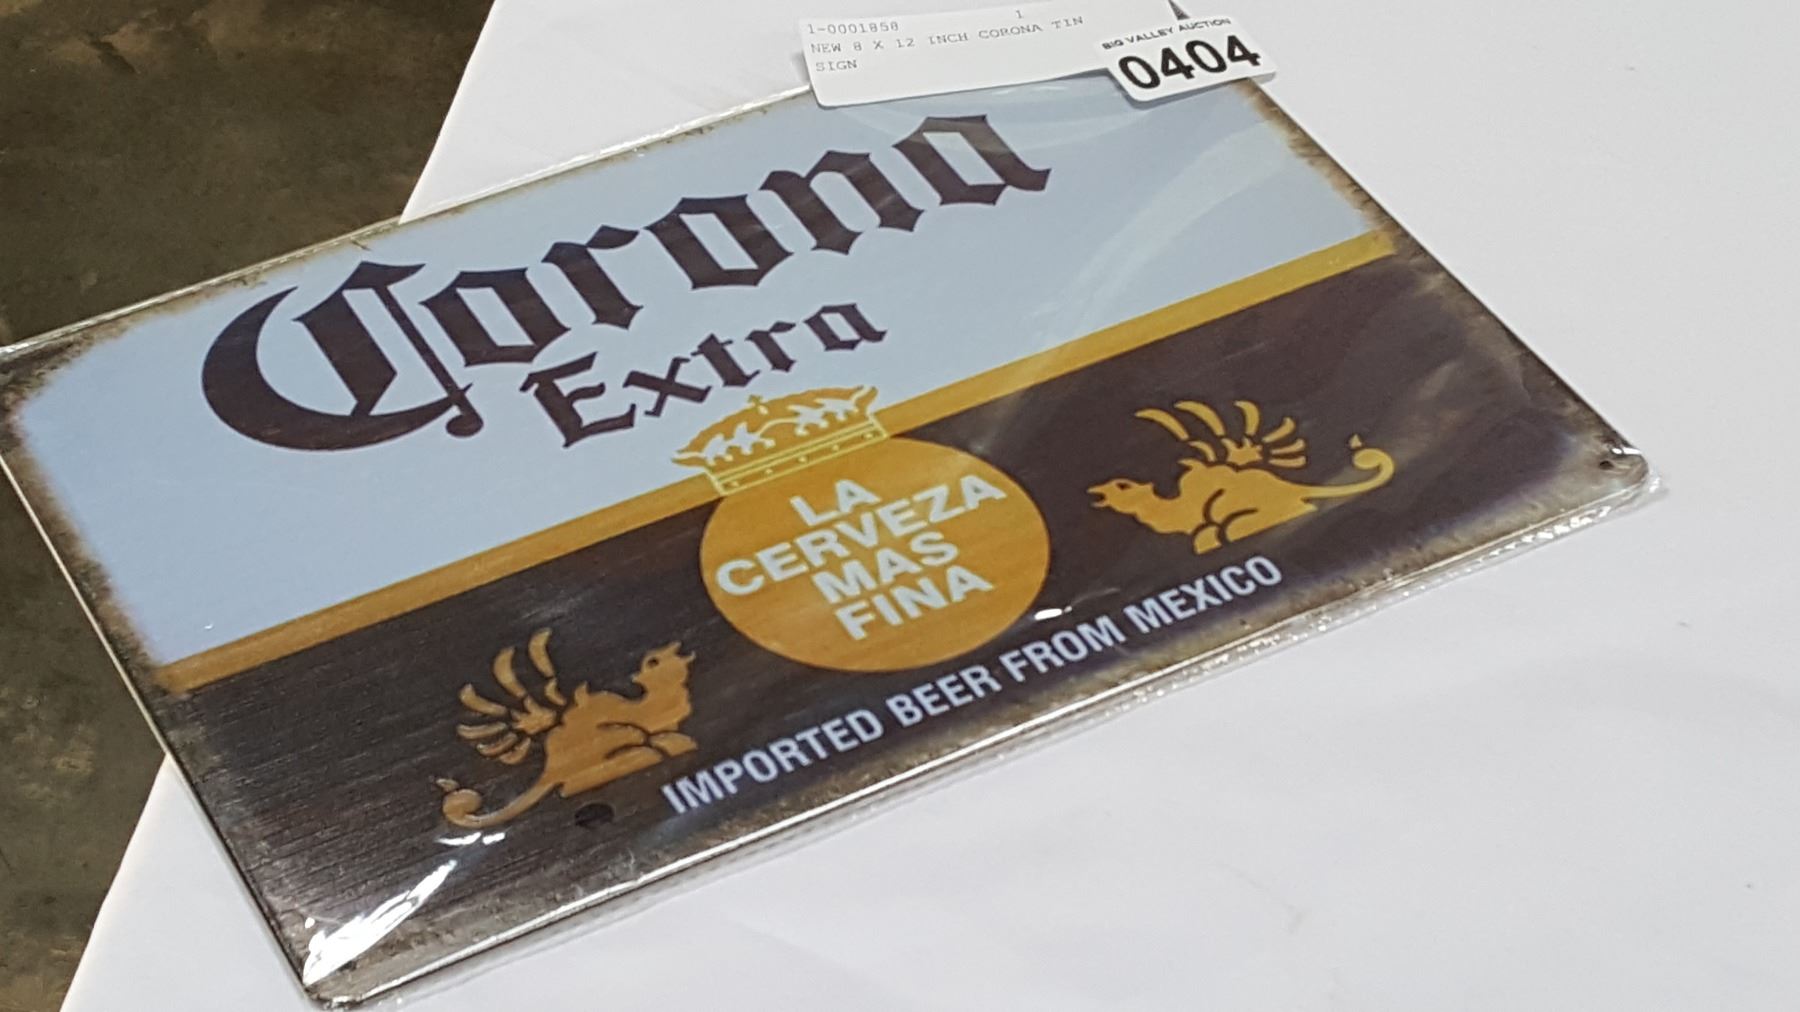 1-0001858 1
NEW 8 X 12 INCH CORONA TIN
SIGN
BIG VALLEY AUCTION
0404
Corona
Extra
LA
CERVEZA
MAS
FINA
IMPORTED BEER FROM MEXICO